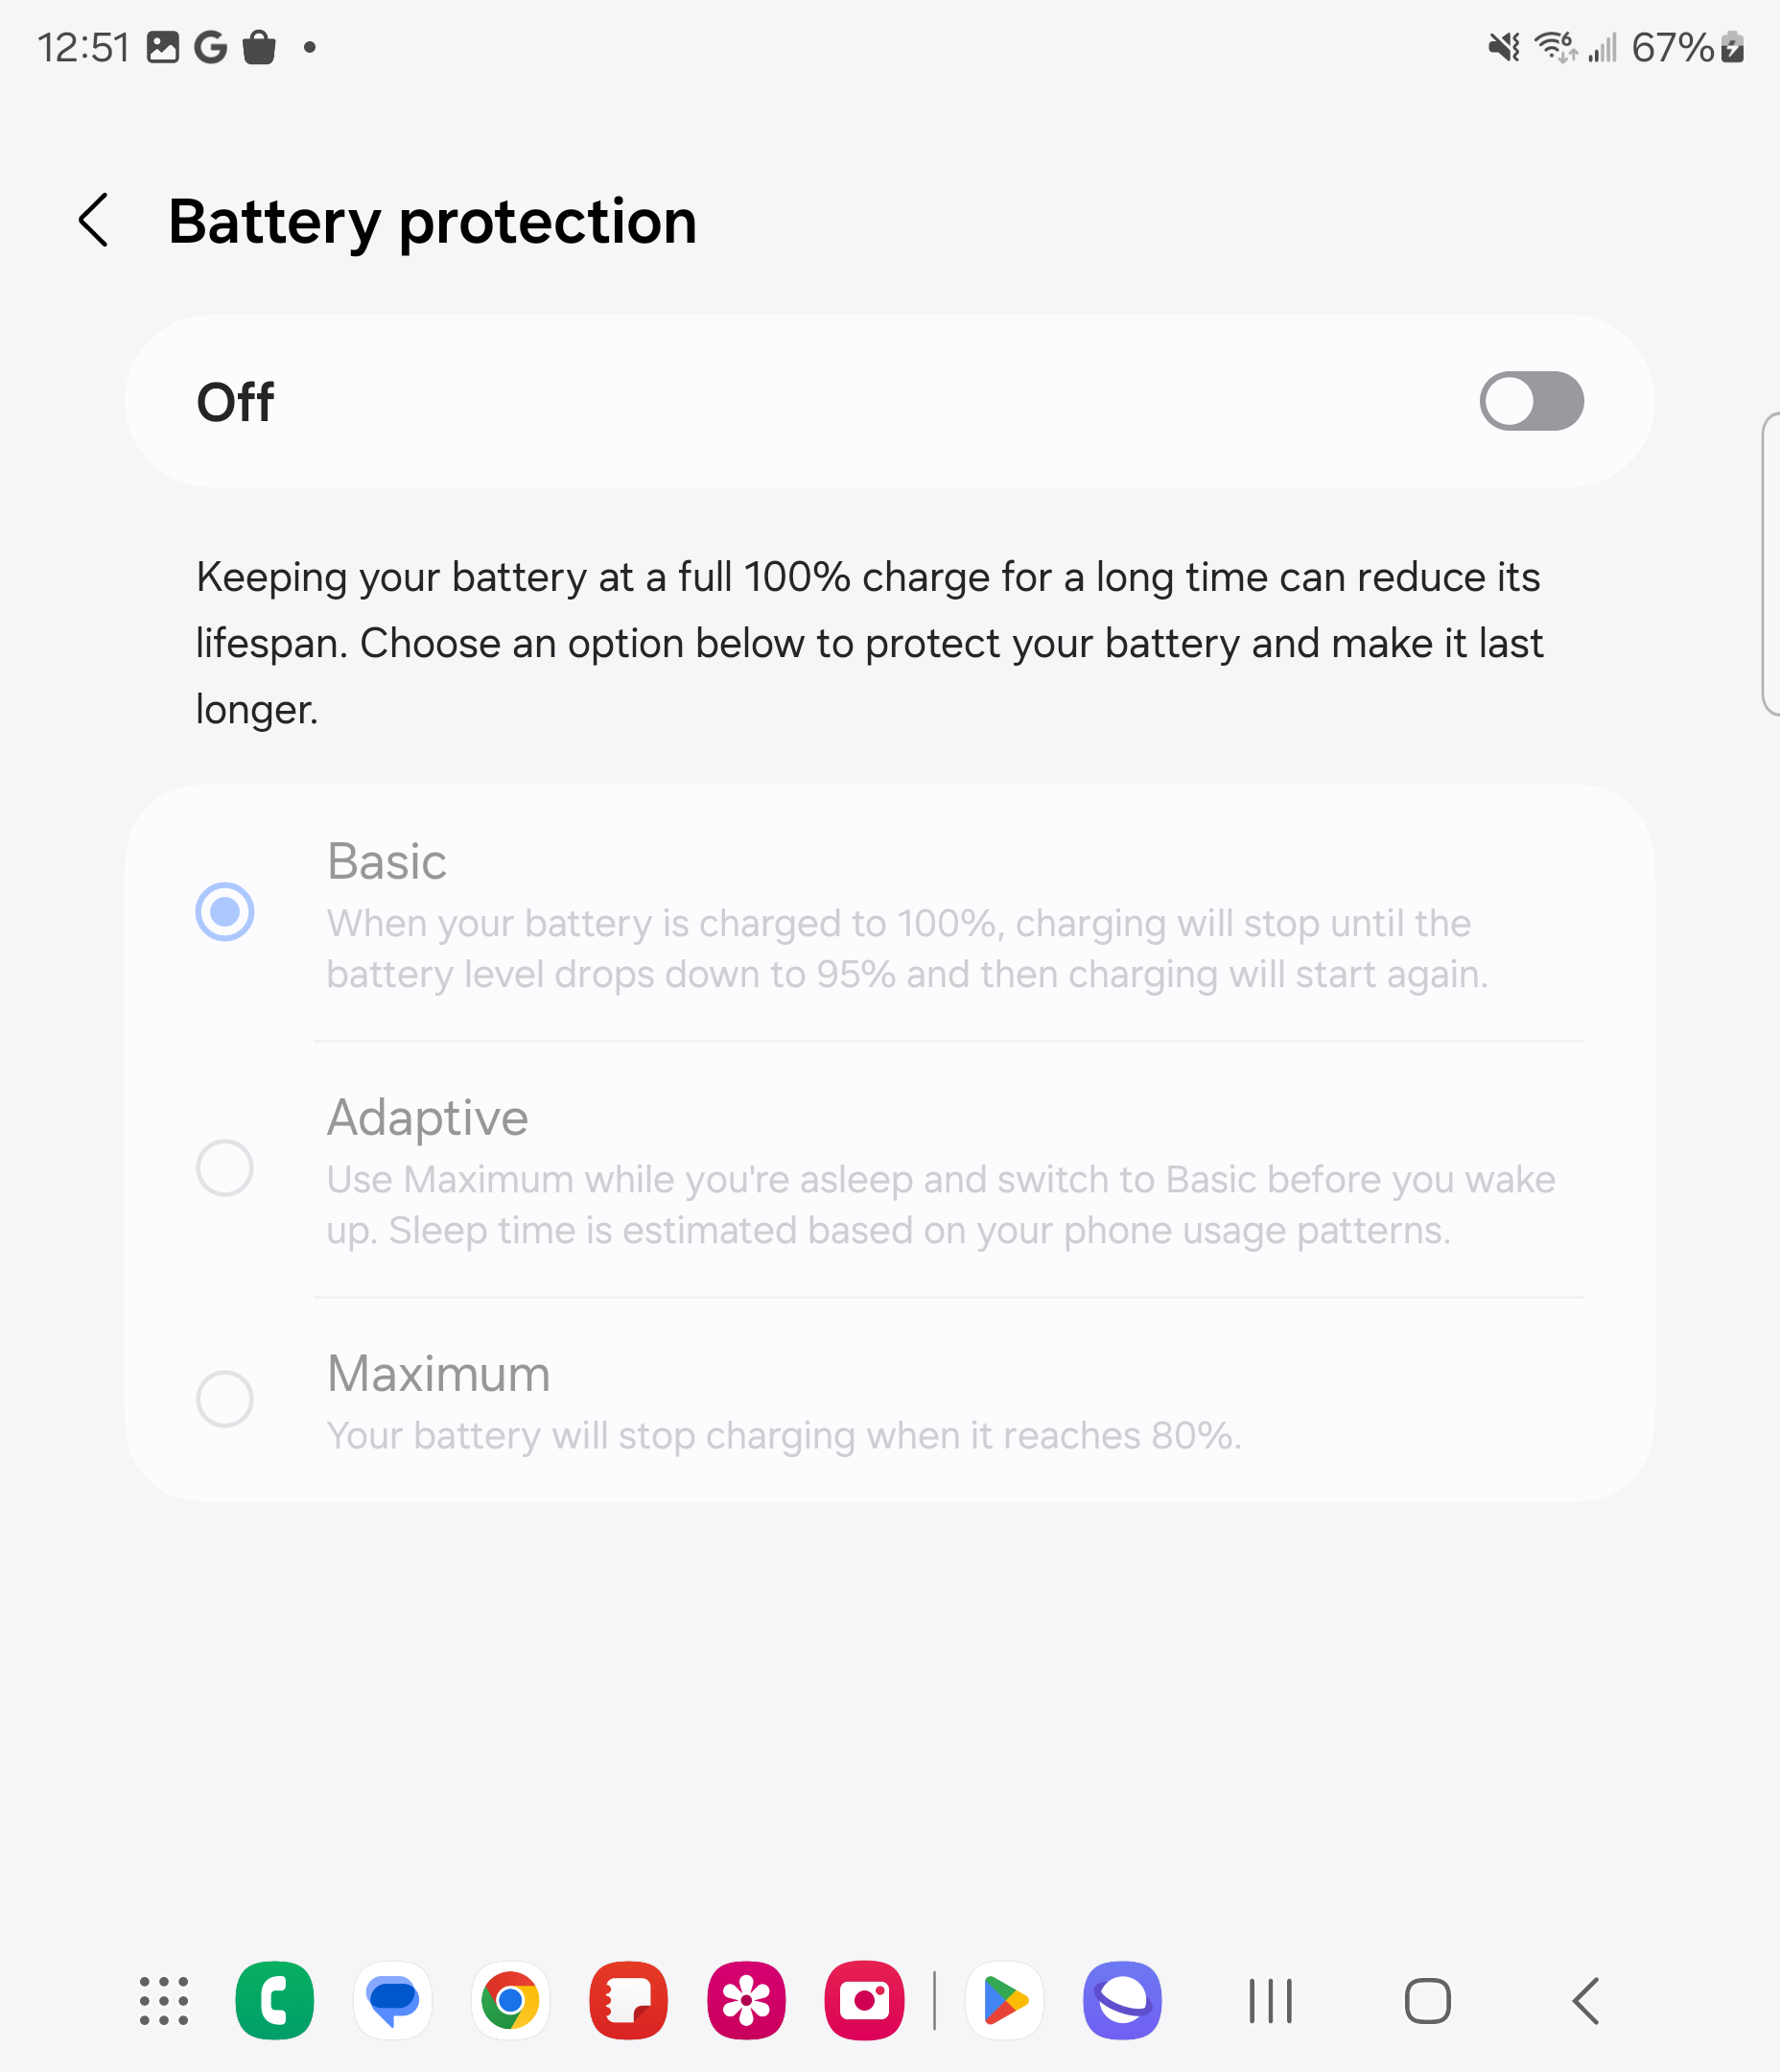 12:51
67%
Battery protection
Off
Keeping your battery at a full 100% charge for a long time can reduce its
lifespan. Choose an option below to protect your battery and make it last
longer.
Basic
When your battery is charged to 100%, charging will stop until the
battery level drops down to 95% and then charging will start again.
Adaptive
Use Maximum while you're asleep and switch to Basic before you wake
up. Sleep time is estimated based on your phone usage patterns.
Maximum
Your battery will stop charging when it reaches 80%.